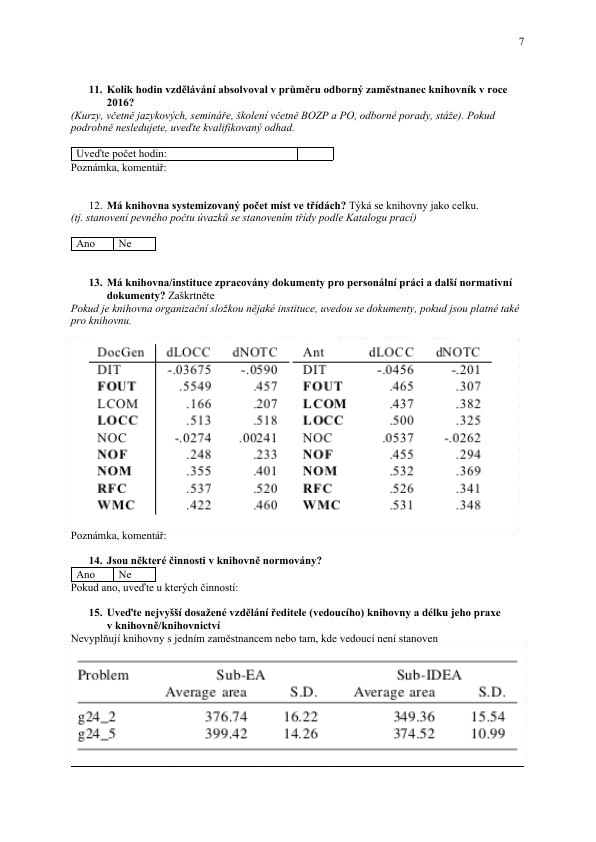 7
11. Kolik hodin vzdělávání absolvoval v průměru odborný zaměstnanec knihovník v roce
2016?
(Kurzy, včetně jazykových, semináře, školení včetně BOZP a PO, odborné porady, stáže). Pokud
podrobně nesledujete, uveďte kvalifikovaný odhad.
Uveďte počet hodin:
Poznámka, komentář:
12. Má knihovna systemizovaný počet míst ve třídách? Týká se knihovny jako celku.
(tj. stanovení pevného počtu úvazků se stanovením třídy podle Katalogu prací)
Ano Ne
13. Má knihovna/instituce zpracovány dokumenty pro personální práci a další normativní
dokumenty? Zaškrtněte
Pokud je knihovna organizační složkou nějaké instituce, uvedou se dokumenty, pokud jsou platné také
pro knihovnu.
DocGen dLOCC dNOTC Ant dLOCC dNOTC
DIT -.03675 -.0590 DIT -.0456 -.201
FOUT .5549 .457 FOUT .465 .307
LCOM .166 .207 LCOM .437 .382
LOCC .513 .518 LOCC .500 .325
NOC -.0274 .00241 NOC .0537 -.0262
NOF .248 .233 NOF .455 .294
NOM .355 .401 NOM .532 .369
RFC .537 .520 RFC .526 .341
WMC .422 .460 WMC .531 .348
Poznámka, komentář:
14. Jsou některé činnosti v knihovně normovány?
Ano Ne
Pokud ano, uveďte u kterých činností:
15. Uveďte nejvyšší dosažené vzdělání ředitele (vedoucího) knihovny a délku jeho praxe
v knihovně/knihovnictví
Nevyplňují knihovny s jedním zaměstnancem nebo tam, kde vedoucí není stanoven
Problem Sub-EA Sub-IDEA
Average area S.D. Average area S.D.
g24_2 376.74 16.22 349.36 15.54
g24_5 399.42 14.26 374.52 10.99